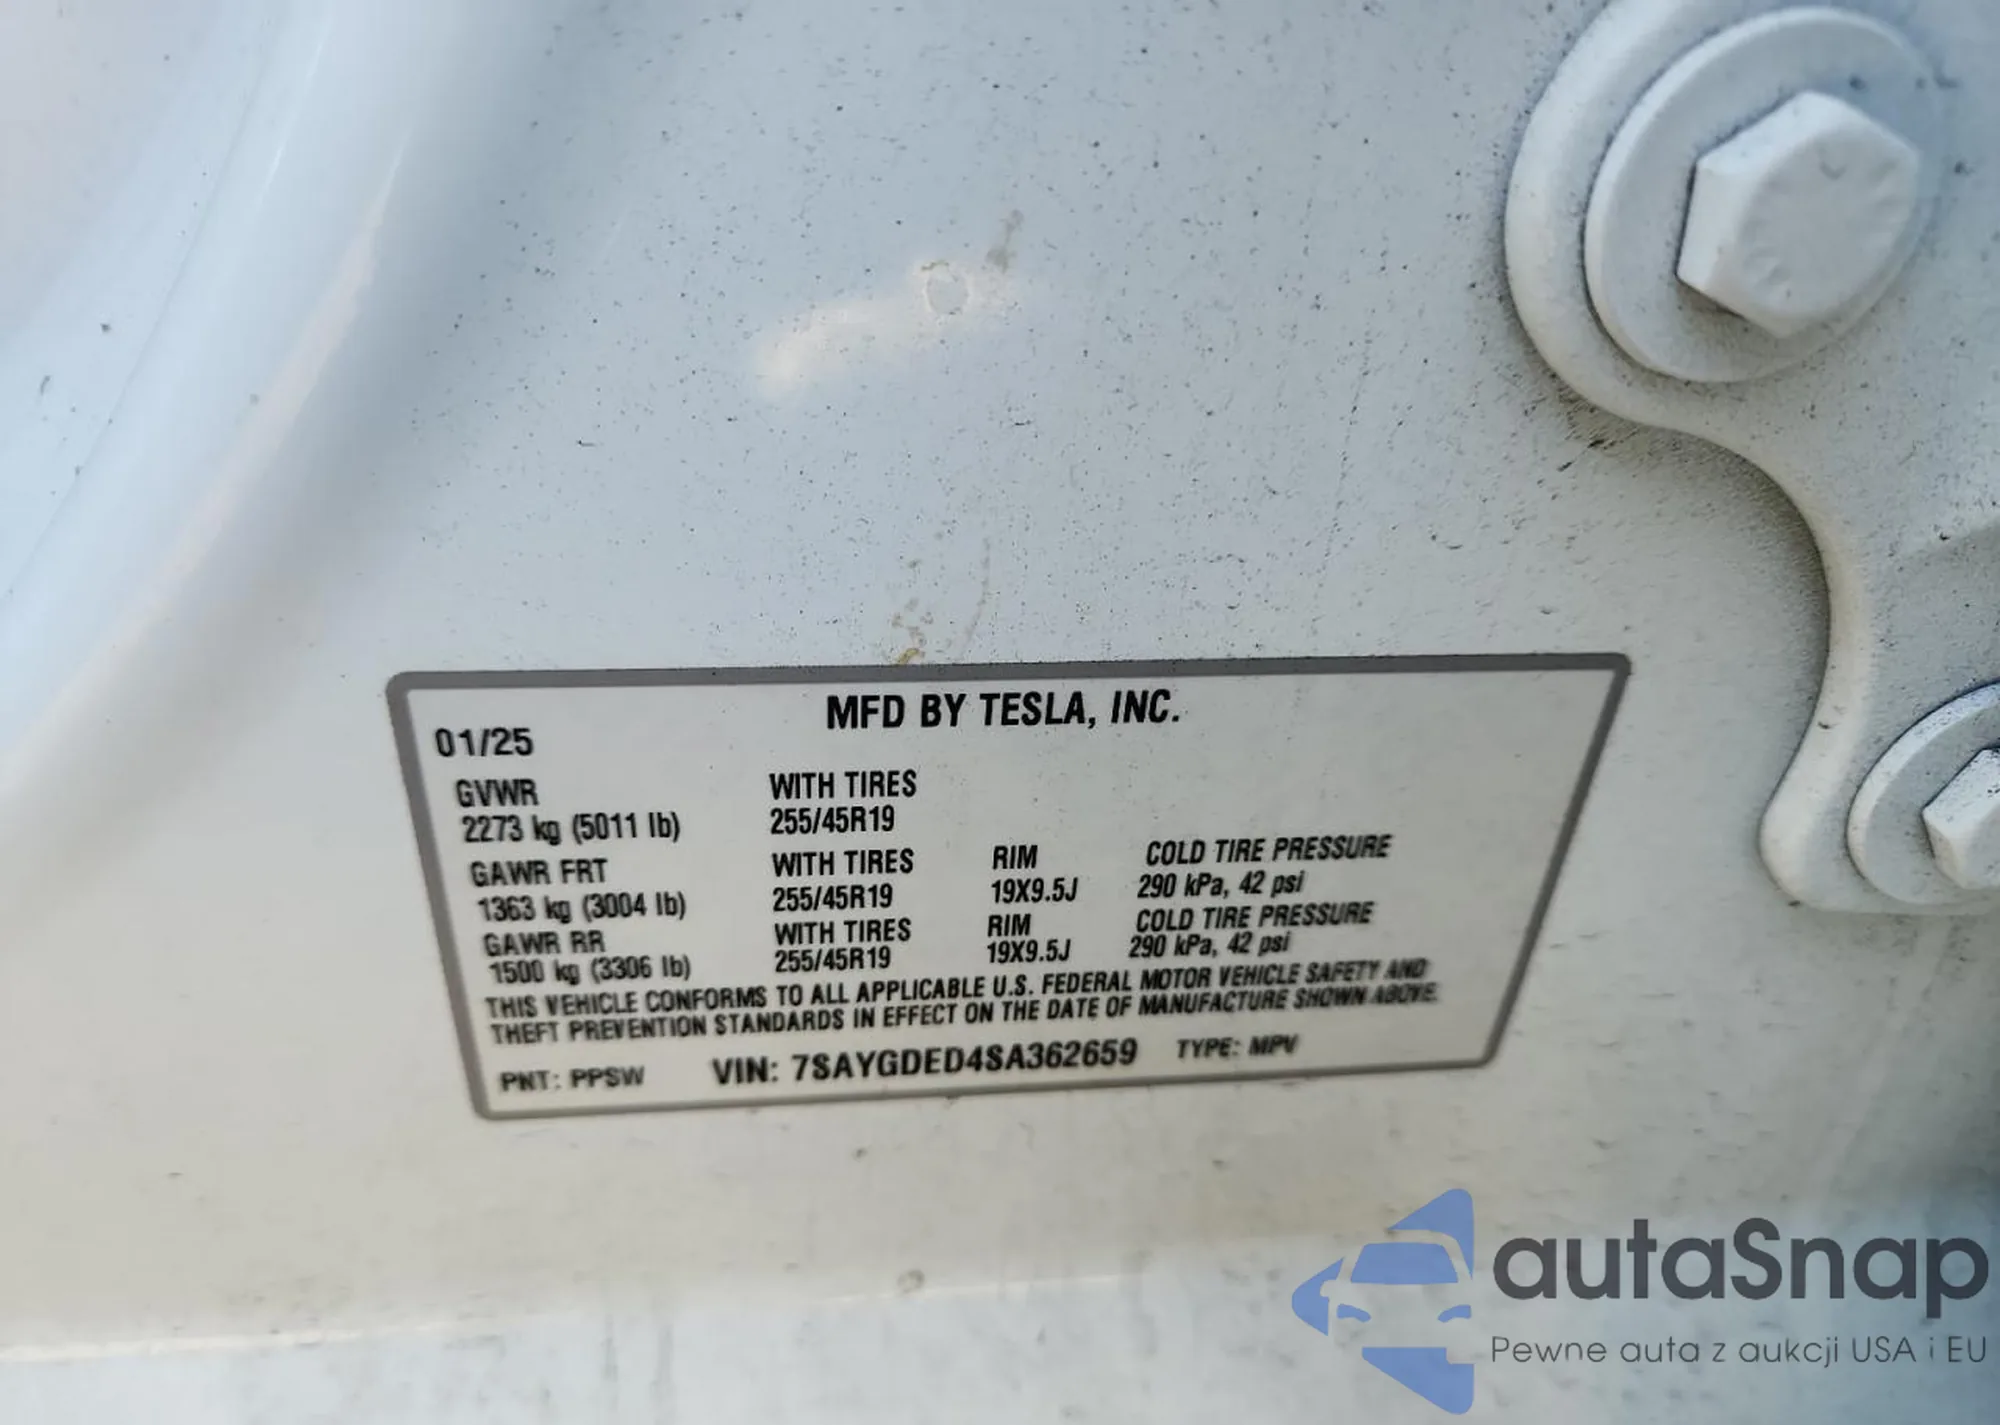 MFD BY TESLA, INC.
01/25
GVWR WITH TIRES
2273 kg (5011 lb) 255/45R19
GAWR FRT WITH TIRES RIM COLD TIRE PRESSURE
1363 kg (3004 lb) 255/45R19 19X9.5J 290 kPa, 42 psi
GAWR RR WITH TIRES RIM COLD TIRE PRESSURE
1500 kg (3306 lb) 255/45R19 19X9.5J 290 kPa, 42 psi
THIS VEHICLE CONFORMS TO ALL APPLICABLE U.S. FEDERAL MOTOR VEHICLE SAFETY AND
THEFT PREVENTION STANDARDS IN EFFECT ON THE DATE OF MANUFACTURE SHOWN ABOVE.
PNT: PPSW VIN: 7SAYGDED4SA362659 TYPE: MPV
autaSnap
Pewne auta z aukcji USA i EU